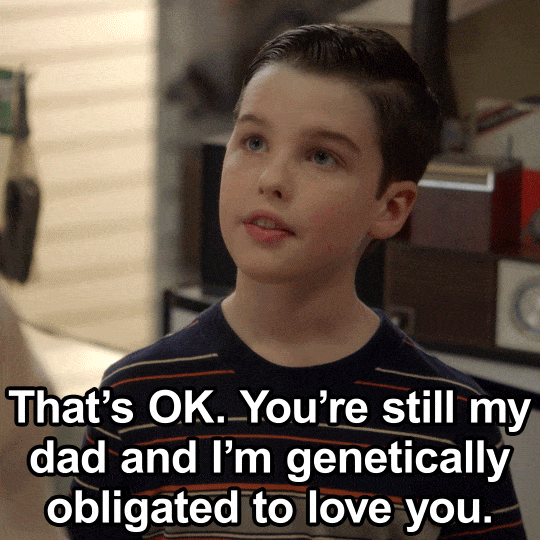 That’s OK. You’re still my
dad and I’m genetically
obligated to love you.